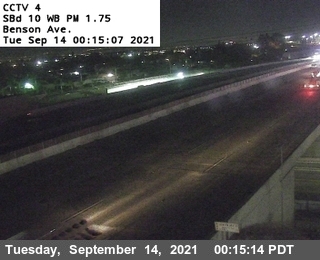 CCTV 4
SBd 10 WB PM 1.75
Benson Ave.
Tue Sep 14 00:15:07 2021
Tuesday, September 14, 2021 00:15:14 PDT